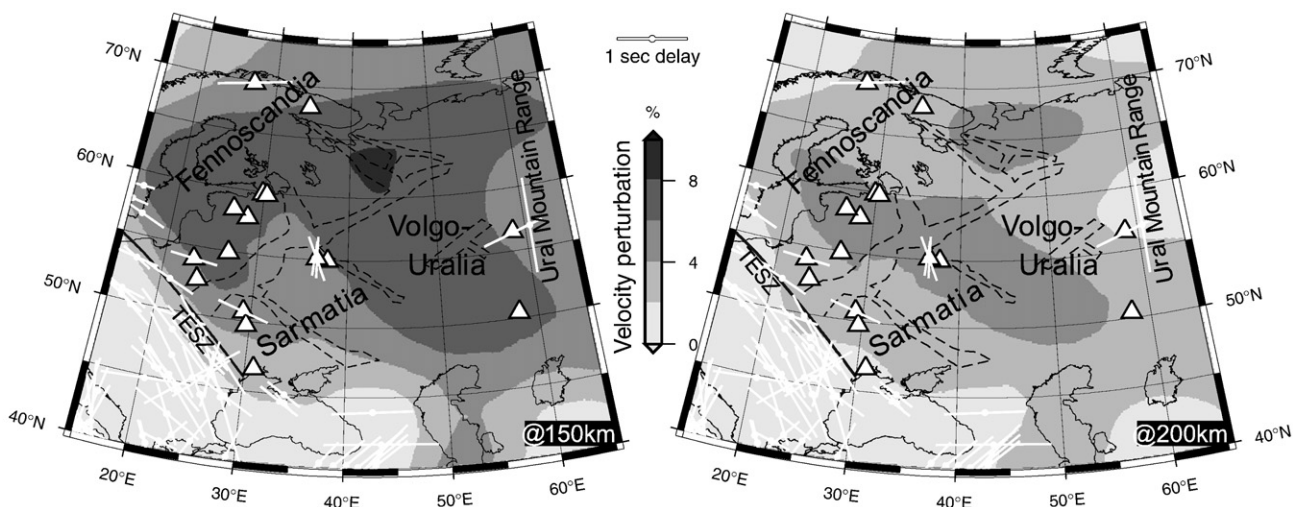 70°N
60°N
50°N
40°N
20°E
30°E
40°E
50°E
60°E
Fennoscandia
Volgo-
Uralia
Sarmatia
TESZ
Ural Mountain Range
@150km
1 sec delay
%
8
4
0
Velocity perturbation
Fennoscandia
Volgo-
Uralia
Sarmatia
TESZ
Ural Mountain Range
@200km
70°N
60°N
50°N
40°N
20°E
30°E
40°E
50°E
60°E